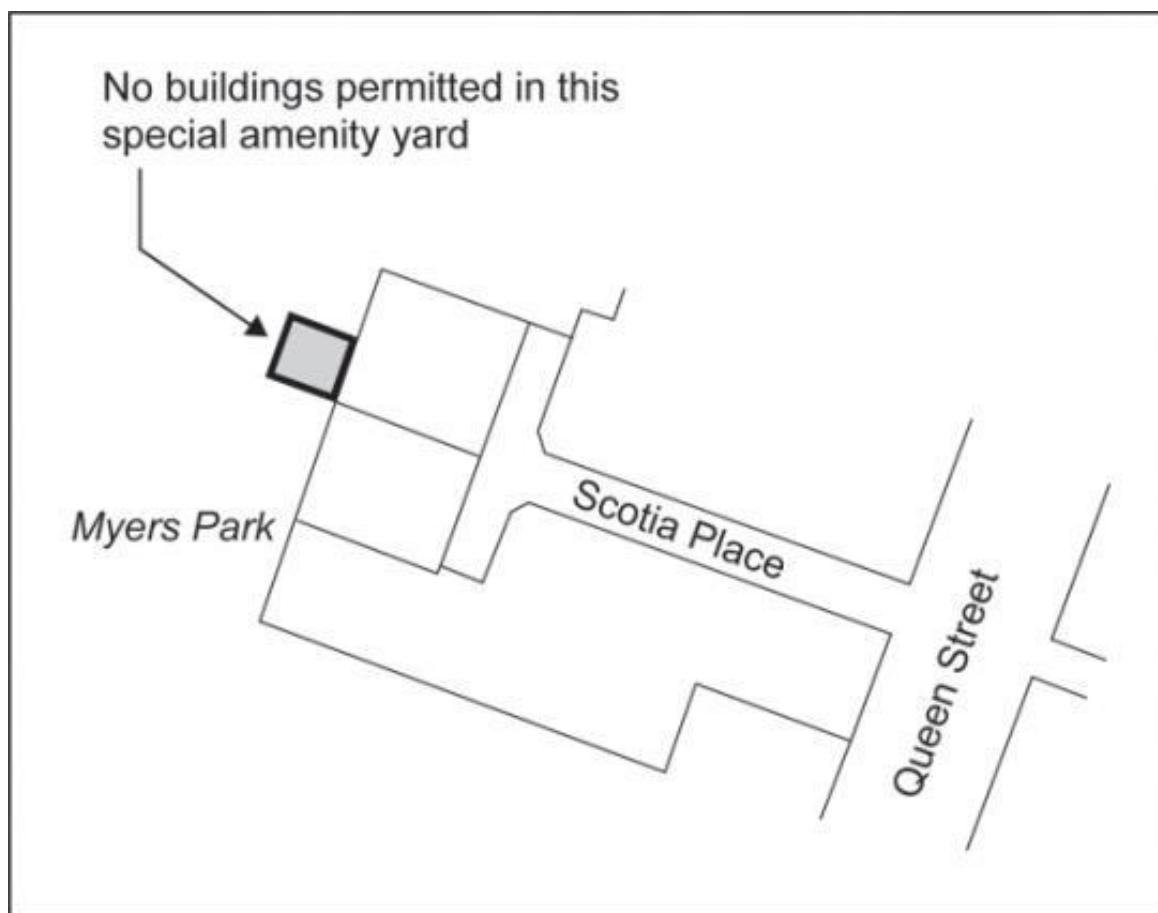 No buildings permitted in this
special amenity yard
Myers Park
Scotia Place
Queen Street